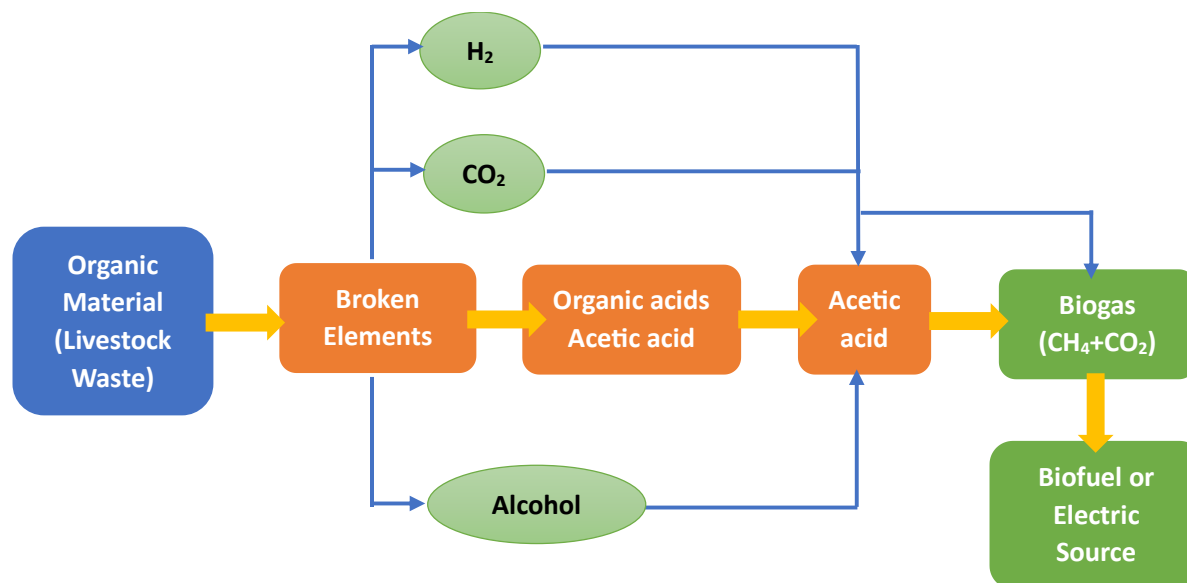 H₂
CO₂
Organic
Material
(Livestock
Waste)
Broken
Elements
Organic acids
Acetic acid
Acetic
acid
Biogas
(CH₄+CO₂)
Alcohol
Biofuel or
Electric
Source